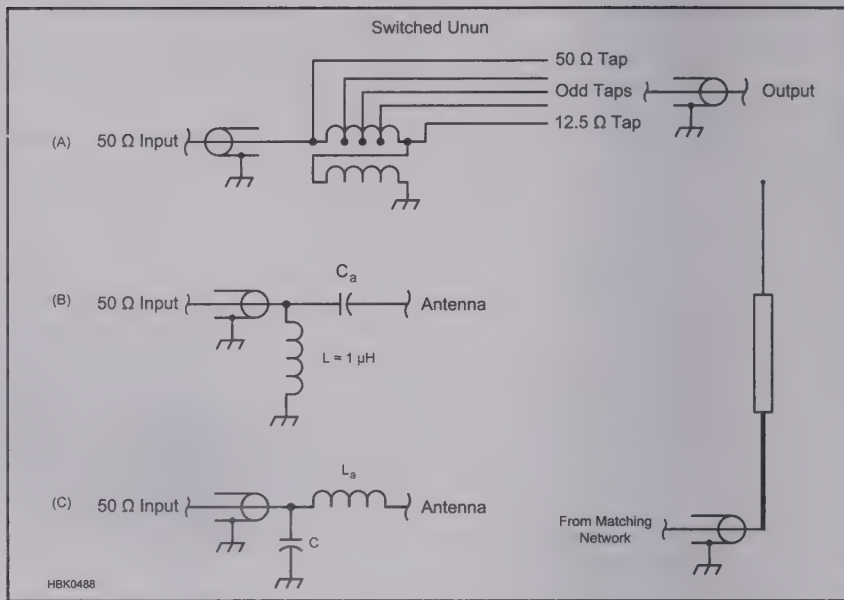 Switched Unun
50 Ω Tap
Odd Taps
Output
(A)
50 Ω Input
12.5 Ω Tap
Cₐ
(B)
50 Ω Input
Antenna
L ≈ 1 µH
Lₐ
(C)
50 Ω Input
Antenna
C
From Matching
Network
HBK0488